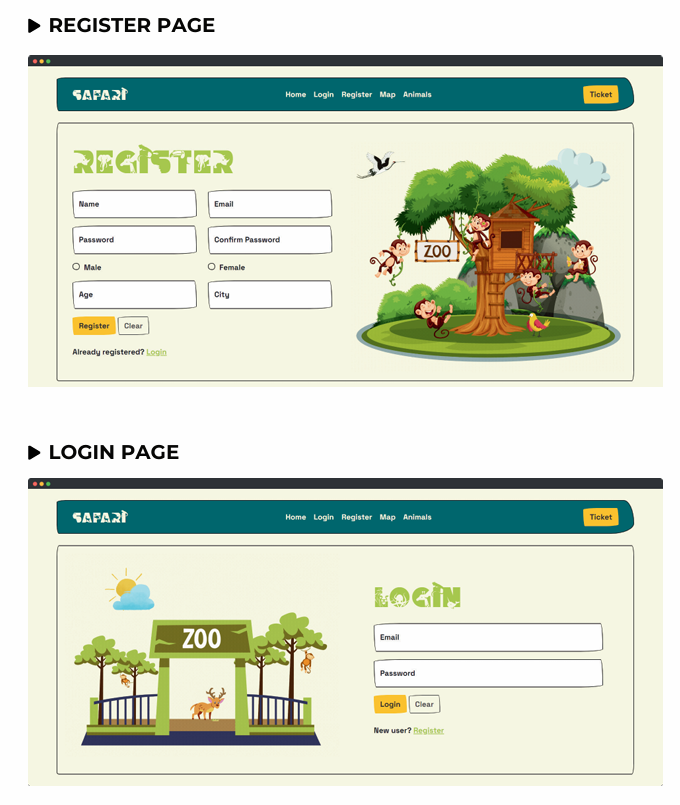 REGISTER PAGE
SAFARI
Home Login Register Map Animals
Ticket
REGISTER
Name Email
Password Confirm Password
Male Female
ZOO
Age City
Register Clear
Already registered? Login
LOGIN PAGE
SAFARI
Home Login Register Map Animals
Ticket
ZOO
LOGIN
Email
Password
Login Clear
New user? Register